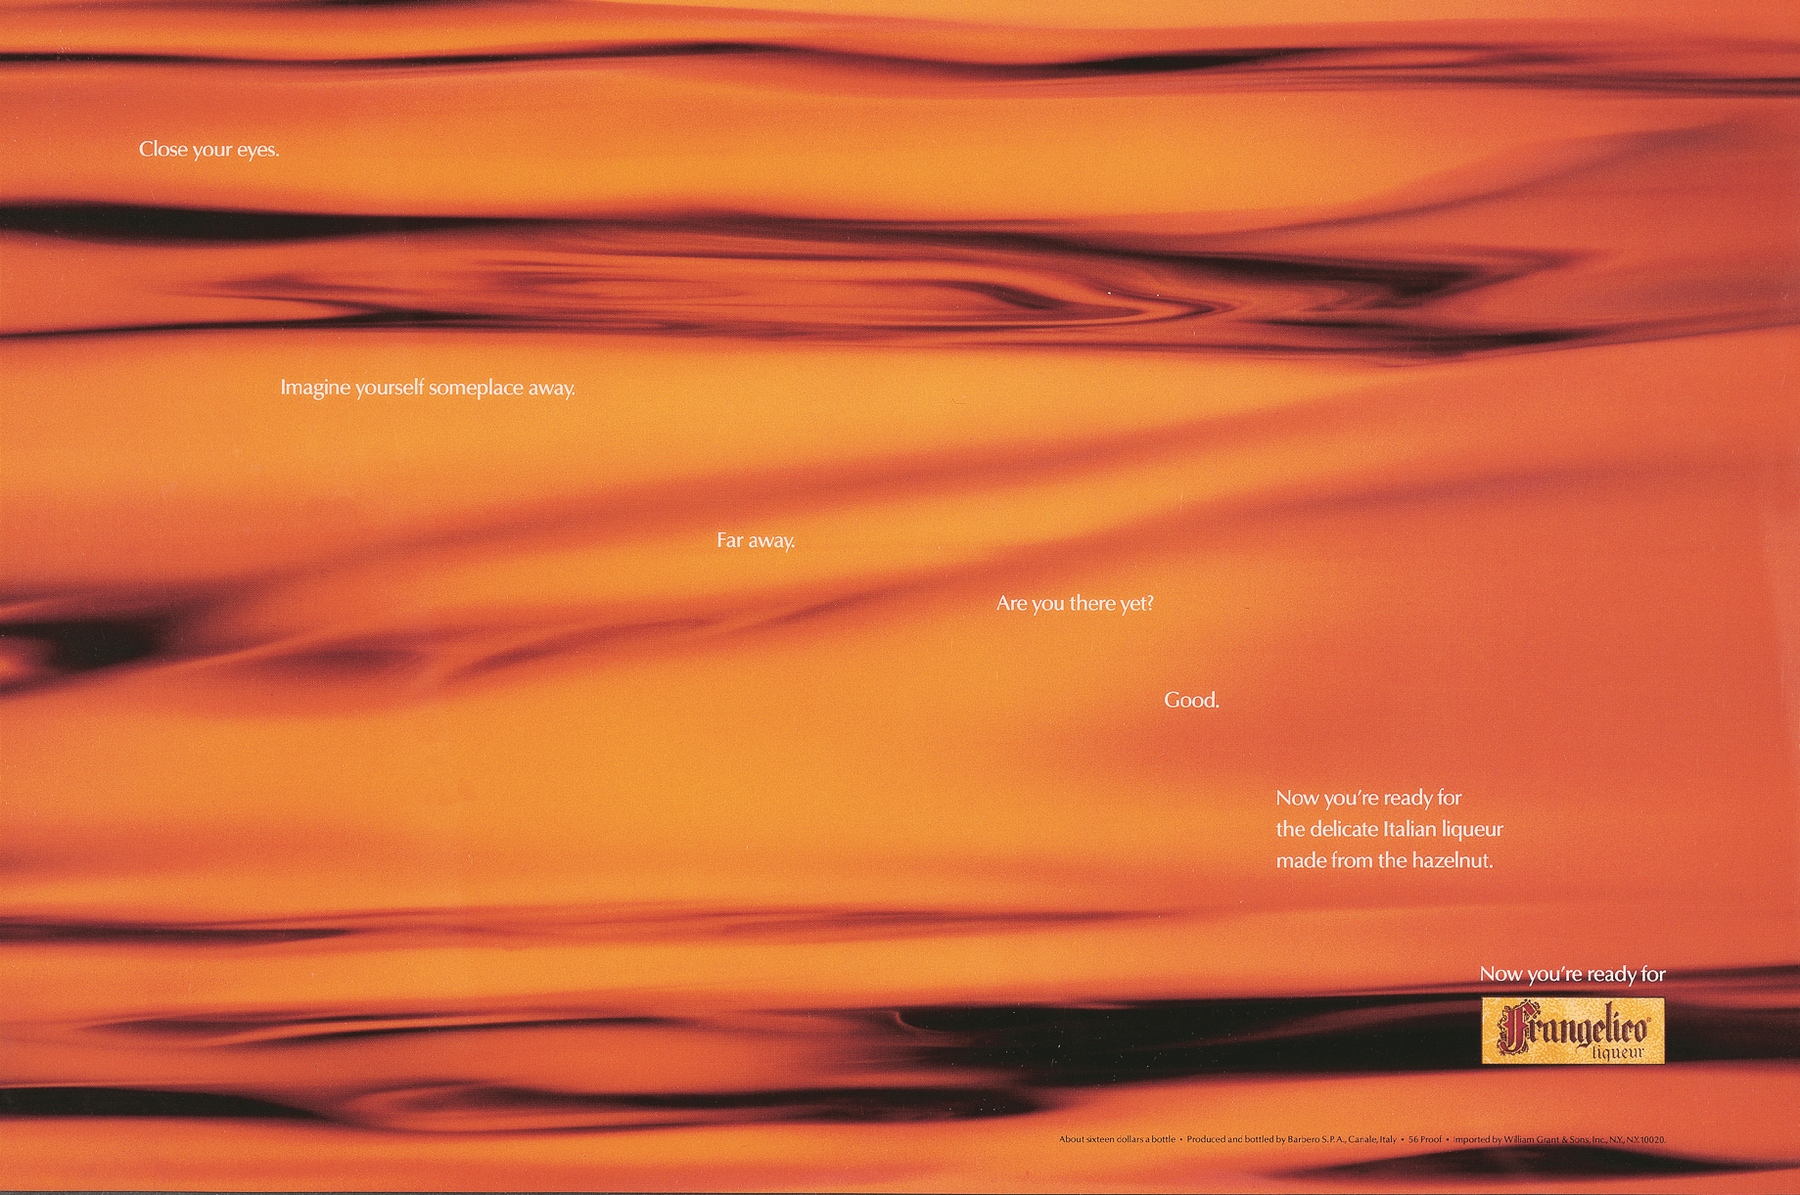 Close your eyes.
Imagine yourself someplace away.
Far away.
Are you there yet?
Good.
Now you're ready for
the delicate Italian liqueur
made from the hazelnut.
Now you're ready for
Frangelico®
liqueur
About sixteen dollars a bottle • Produced and bottled by Barbero S.P.A., Canale, Italy • 56 Proof • Imported by William Grant & Sons, Inc., N.Y., N.Y. 10020.